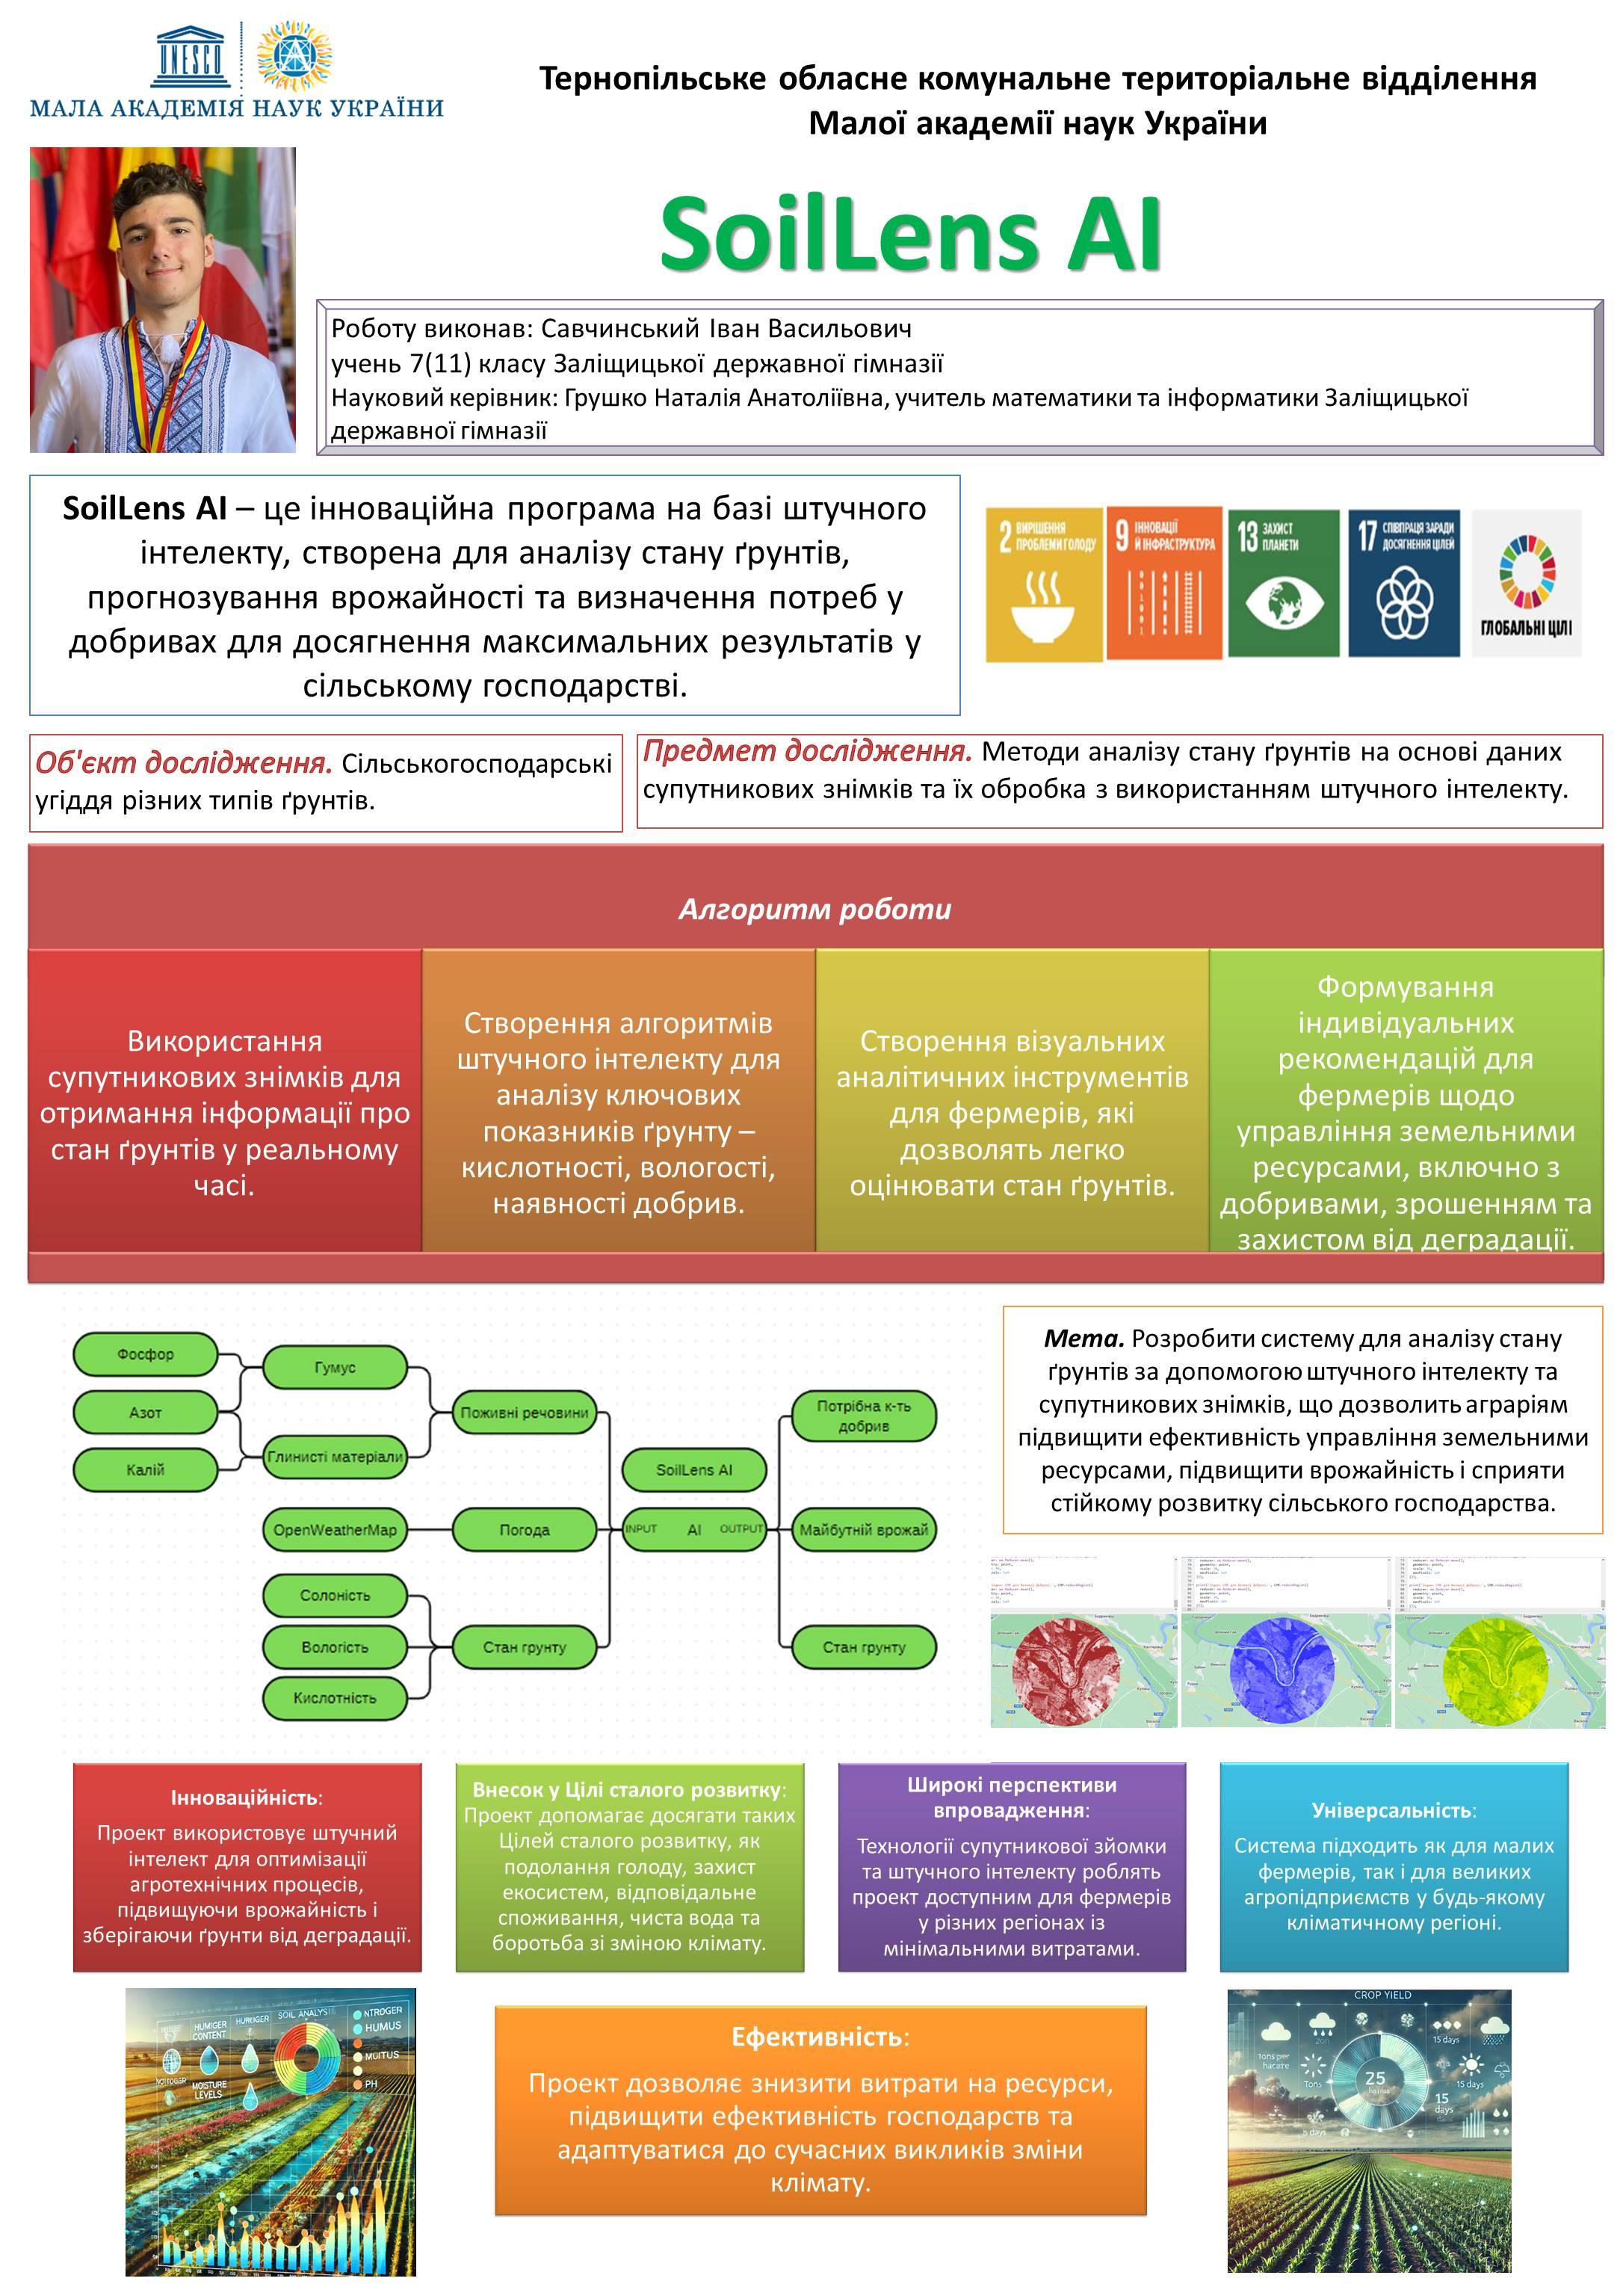 UNESCO
МАЛА АКАДЕМІЯ НАУК УКРАЇНИ
Тернопільське обласне комунальне територіальне відділення
Малої академії наук України
SoilLens AI
Роботу виконав: Савчинський Іван Васильович
учень 7(11) класу Заліщицької державної гімназії
Науковий керівник: Грушко Наталія Анатоліївна, учитель математики та інформатики Заліщицької
державної гімназії
SoilLens AI – це інноваційна програма на базі штучного
інтелекту, створена для аналізу стану ґрунтів,
прогнозування врожайності та визначення потреб у
добривах для досягнення максимальних результатів у
сільському господарстві.
2 ВИРІШЕННЯ
ПРОБЛЕМИ ГОЛОДУ
9 ІННОВАЦІЇ
Й ІНФРАСТРУКТУРА
13 ЗАХИСТ
ПЛАНЕТИ
17 СПІВПРАЦЯ ЗАРАДИ
ДОСЯГНЕННЯ ЦІЛЕЙ
ГЛОБАЛЬНІ ЦІЛІ
Об'єкт дослідження. Сільськогосподарські
угіддя різних типів ґрунтів.
Предмет дослідження. Методи аналізу стану ґрунтів на основі даних
супутникових знімків та їх обробка з використанням штучного інтелекту.
Алгоритм роботи
Використання
супутникових знімків для
отримання інформації про
стан ґрунтів у реальному
часі.
Створення алгоритмів
штучного інтелекту для
аналізу ключових
показників ґрунту –
кислотності, вологості,
наявності добрив.
Створення візуальних
аналітичних інструментів
для фермерів, які
дозволять легко
оцінювати стан ґрунтів.
Формування
індивідуальних
рекомендацій для
фермерів щодо
управління земельними
ресурсами, включно з
добривами, зрошенням та
захистом від деградації.
Фосфор
Азот
Калій
Гумус
Глинисті матеріали
OpenWeatherMap
Солоність
Вологість
Кислотність
Поживні речовини
Погода
Стан грунту
SoilLens AI
INPUT AI OUTPUT
Потрібна к-ть
добрив
Майбутній врожай
Стан грунту
Мета. Розробити систему для аналізу стану
ґрунтів за допомогою штучного інтелекту та
супутникових знімків, що дозволить аграріям
підвищити ефективність управління земельними
ресурсами, підвищити врожайність і сприяти
стійкому розвитку сільського господарства.
Інноваційність:
Проект використовує штучний
інтелект для оптимізації
агротехнічних процесів,
підвищуючи врожайність і
зберігаючи ґрунти від деградації.
Внесок у Цілі сталого розвитку:
Проект допомагає досягати таких
Цілей сталого розвитку, як
подолання голоду, захист
екосистем, відповідальне
споживання, чиста вода та
боротьба зі зміною клімату.
Широкі перспективи
впровадження:
Технології супутникової зйомки
та штучного інтелекту роблять
проект доступним для фермерів
у різних регіонах із
мінімальними витратами.
Універсальність:
Система підходить як для малих
фермерів, так і для великих
агропідприємств у будь-якому
кліматичному регіоні.
HUMIGER
CONTENT
HURUGER
SOIL ANALYS
NTROGER
HUMUS
MUITUS
PH
MOISTURE
LEVELS
Ефективність:
Проект дозволяє знизити витрати на ресурси,
підвищити ефективність господарств та
адаптуватися до сучасних викликів зміни
клімату.
CROP YIELD
15 days
Tons per
Tons
25
15 days
15
days